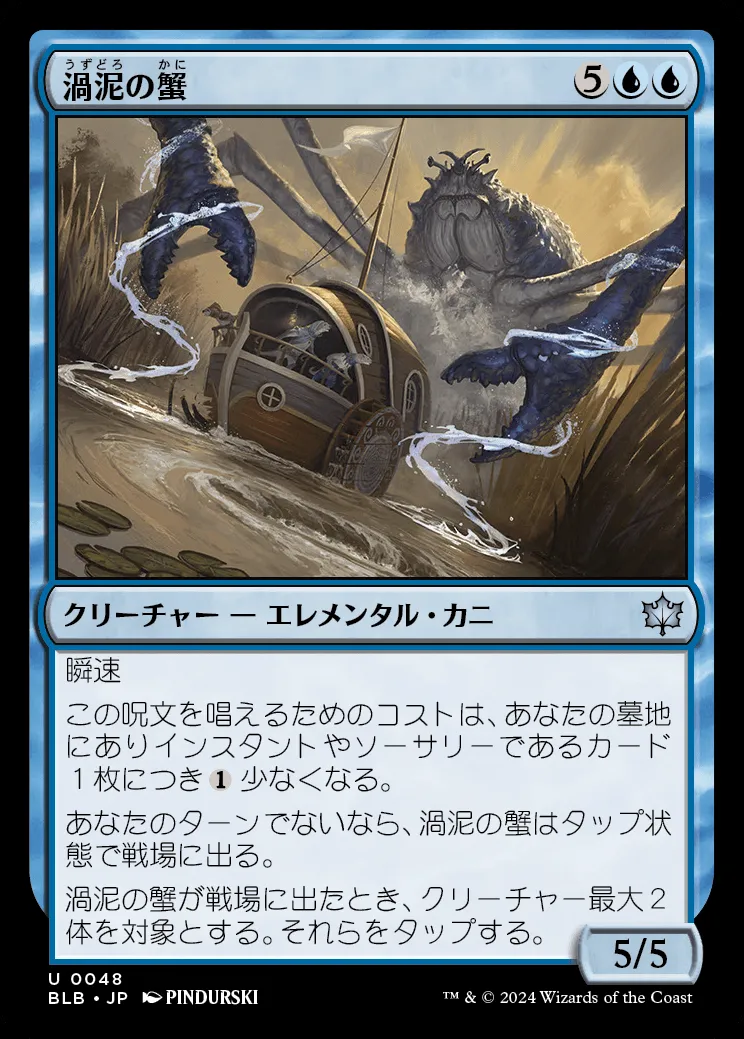 うずどろ かに
渦泥の蟹
5
クリーチャー — エレメンタル・カニ
瞬速
この呪文を唱えるためのコストは、あなたの墓地
にありインスタントやソーサリーであるカード
１枚につき 1 少なくなる。
あなたのターンでないなら、渦泥の蟹はタップ状
態で戦場に出る。
渦泥の蟹が戦場に出たとき、クリーチャー最大２
体を対象とする。それらをタップする。
5/5
U 0048
BLB • JP PINDURSKI
™ & © 2024 Wizards of the Coast